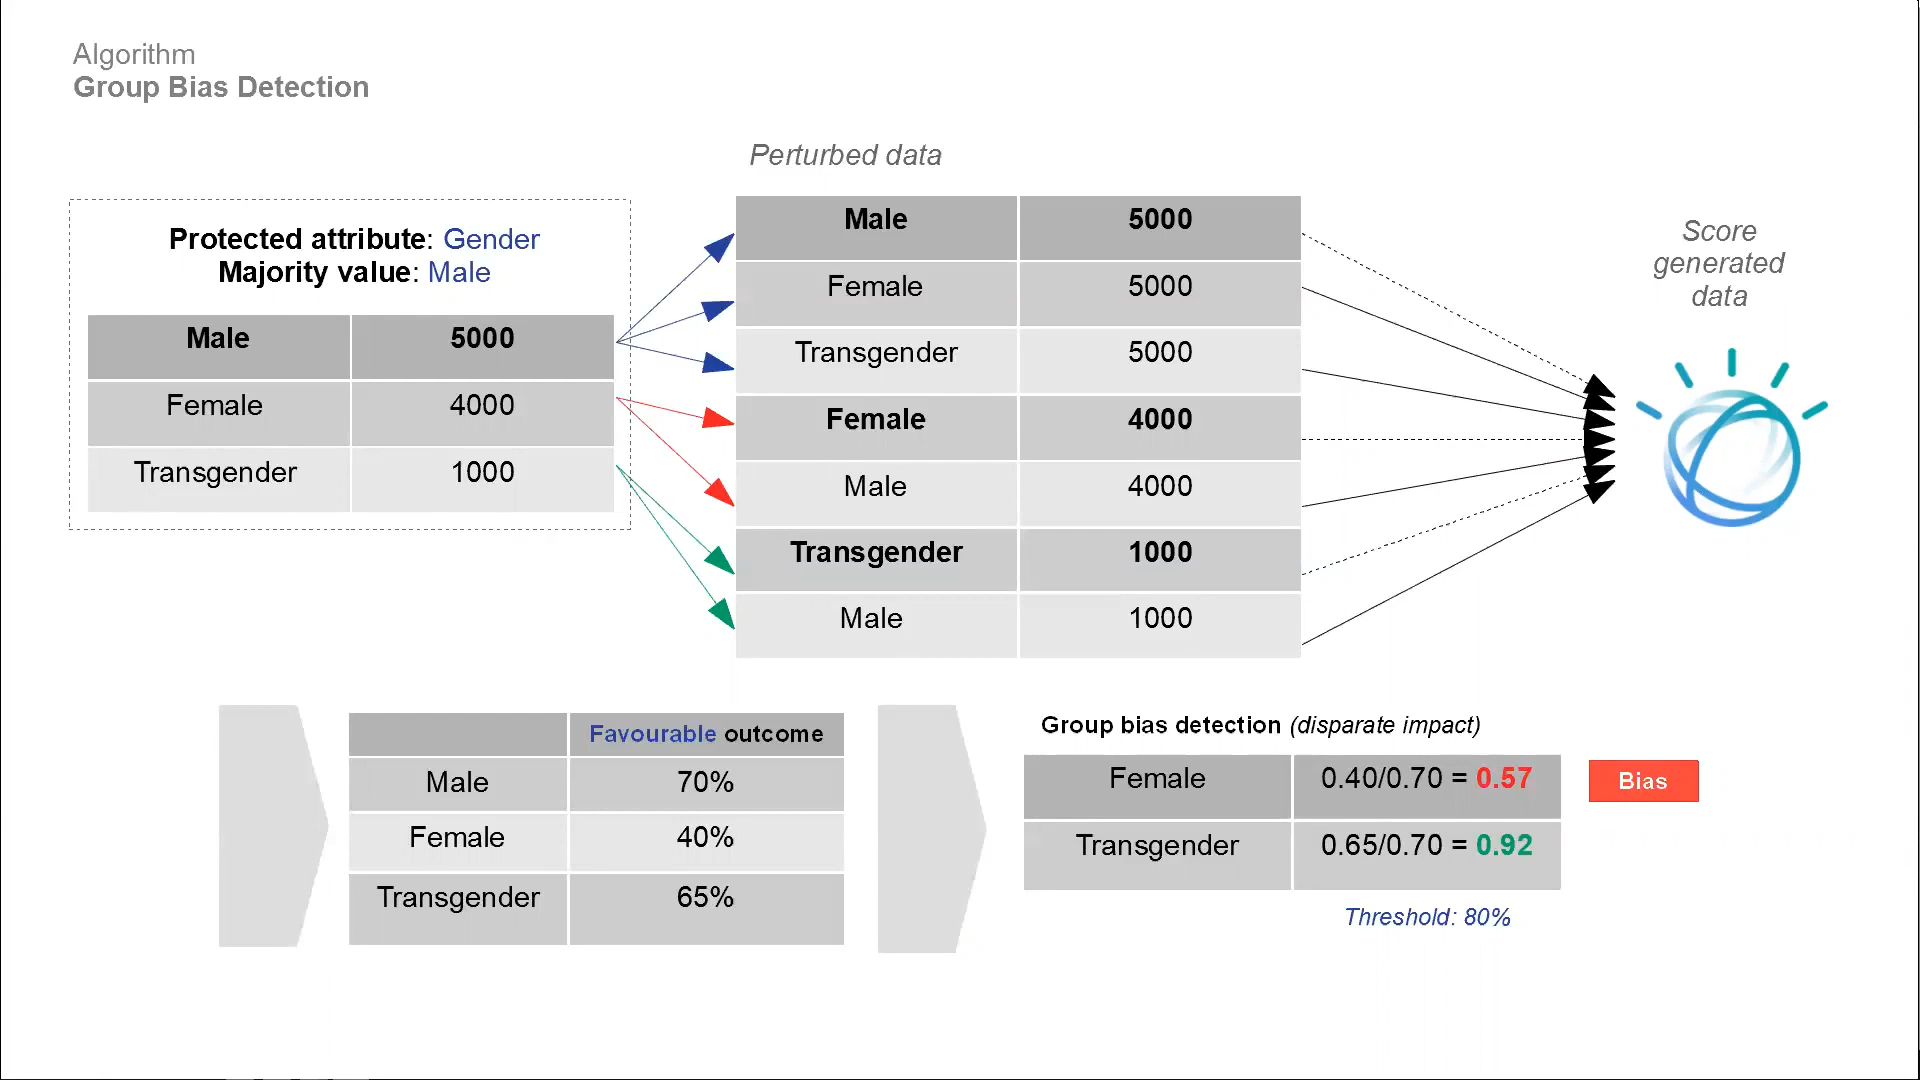 Algorithm
Group Bias Detection
Perturbed data
Protected attribute: Gender
Majority value: Male
Male 5000
Female 4000
Transgender 1000
Male 5000
Female 5000
Transgender 5000
Female 4000
Male 4000
Transgender 1000
Male 1000
Score
generated
data
Favourable outcome
Male 70%
Female 40%
Transgender 65%
Group bias detection (disparate impact)
Female 0.40/0.70 = 0.57
Bias
Transgender 0.65/0.70 = 0.92
Threshold: 80%